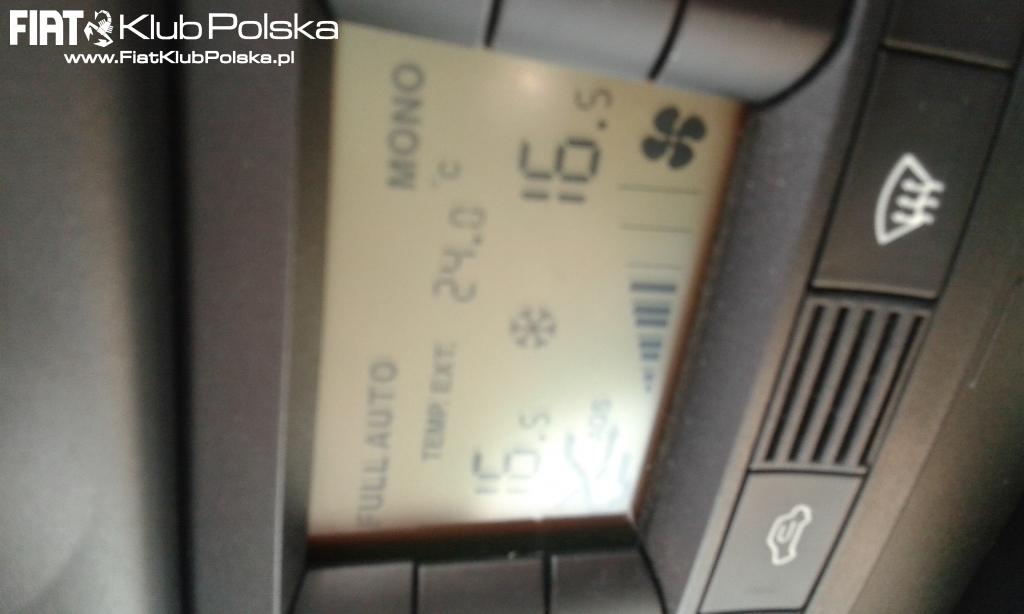 FIAT Klub Polska
www.FiatKlubPolska.pl
FULL AUTO MONO
TEMP. EXT. 24.0 °C
16.5 16.5